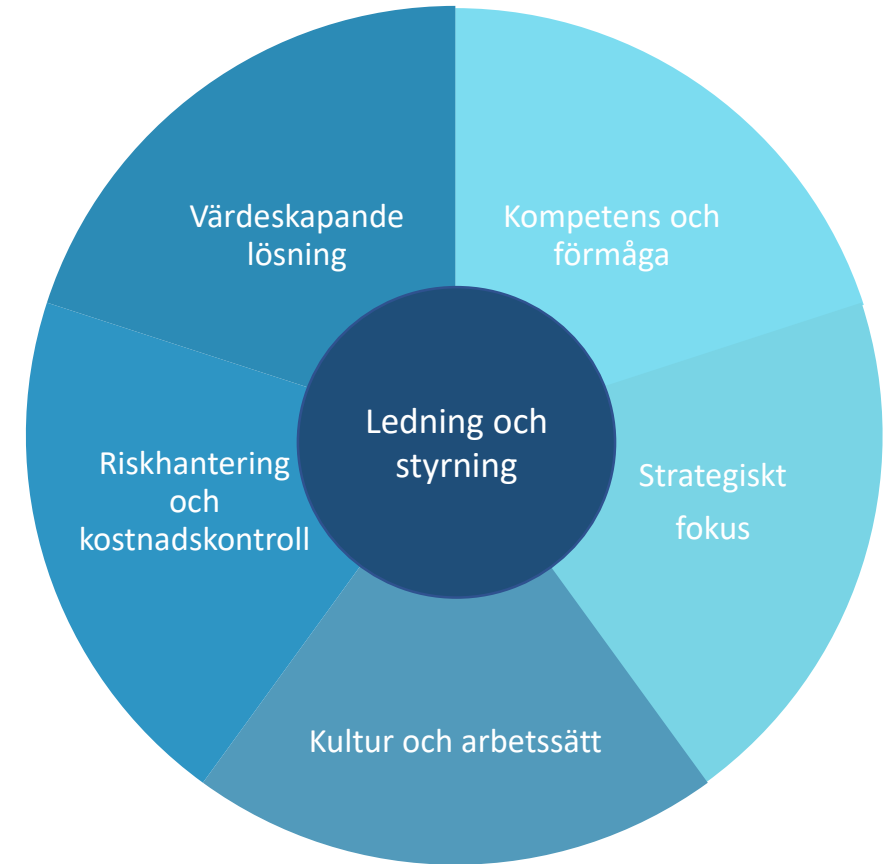 Värdeskapande
lösning
Kompetens och
förmåga
Ledning och
styrning
Riskhantering
och
kostnadskontroll
Strategiskt
fokus
Kultur och arbetssätt